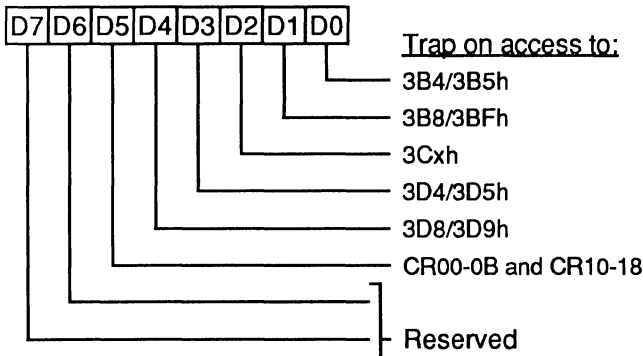 D7 D6 D5 D4 D3 D2 D1 D0
Trap on access to:
3B4/3B5h
3B8/3BFh
3Cxh
3D4/3D5h
3D8/3D9h
CR00-0B and CR10-18
Reserved